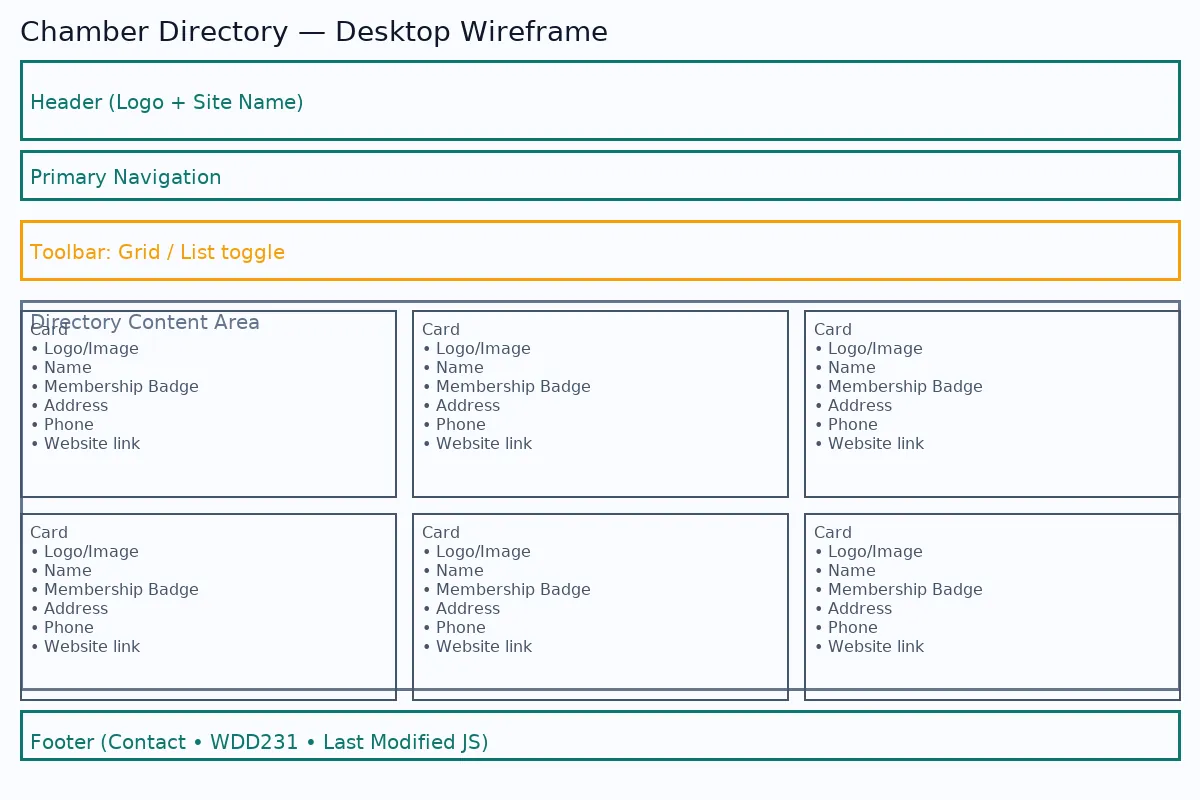 Chamber Directory — Desktop Wireframe
Header (Logo + Site Name)
Primary Navigation
Toolbar: Grid / List toggle
Directory Content Area
Card
• Logo/Image
• Name
• Membership Badge
• Address
• Phone
• Website link
Card
• Logo/Image
• Name
• Membership Badge
• Address
• Phone
• Website link
Card
• Logo/Image
• Name
• Membership Badge
• Address
• Phone
• Website link
Card
• Logo/Image
• Name
• Membership Badge
• Address
• Phone
• Website link
Card
• Logo/Image
• Name
• Membership Badge
• Address
• Phone
• Website link
Card
• Logo/Image
• Name
• Membership Badge
• Address
• Phone
• Website link
Footer (Contact • WDD231 • Last Modified JS)